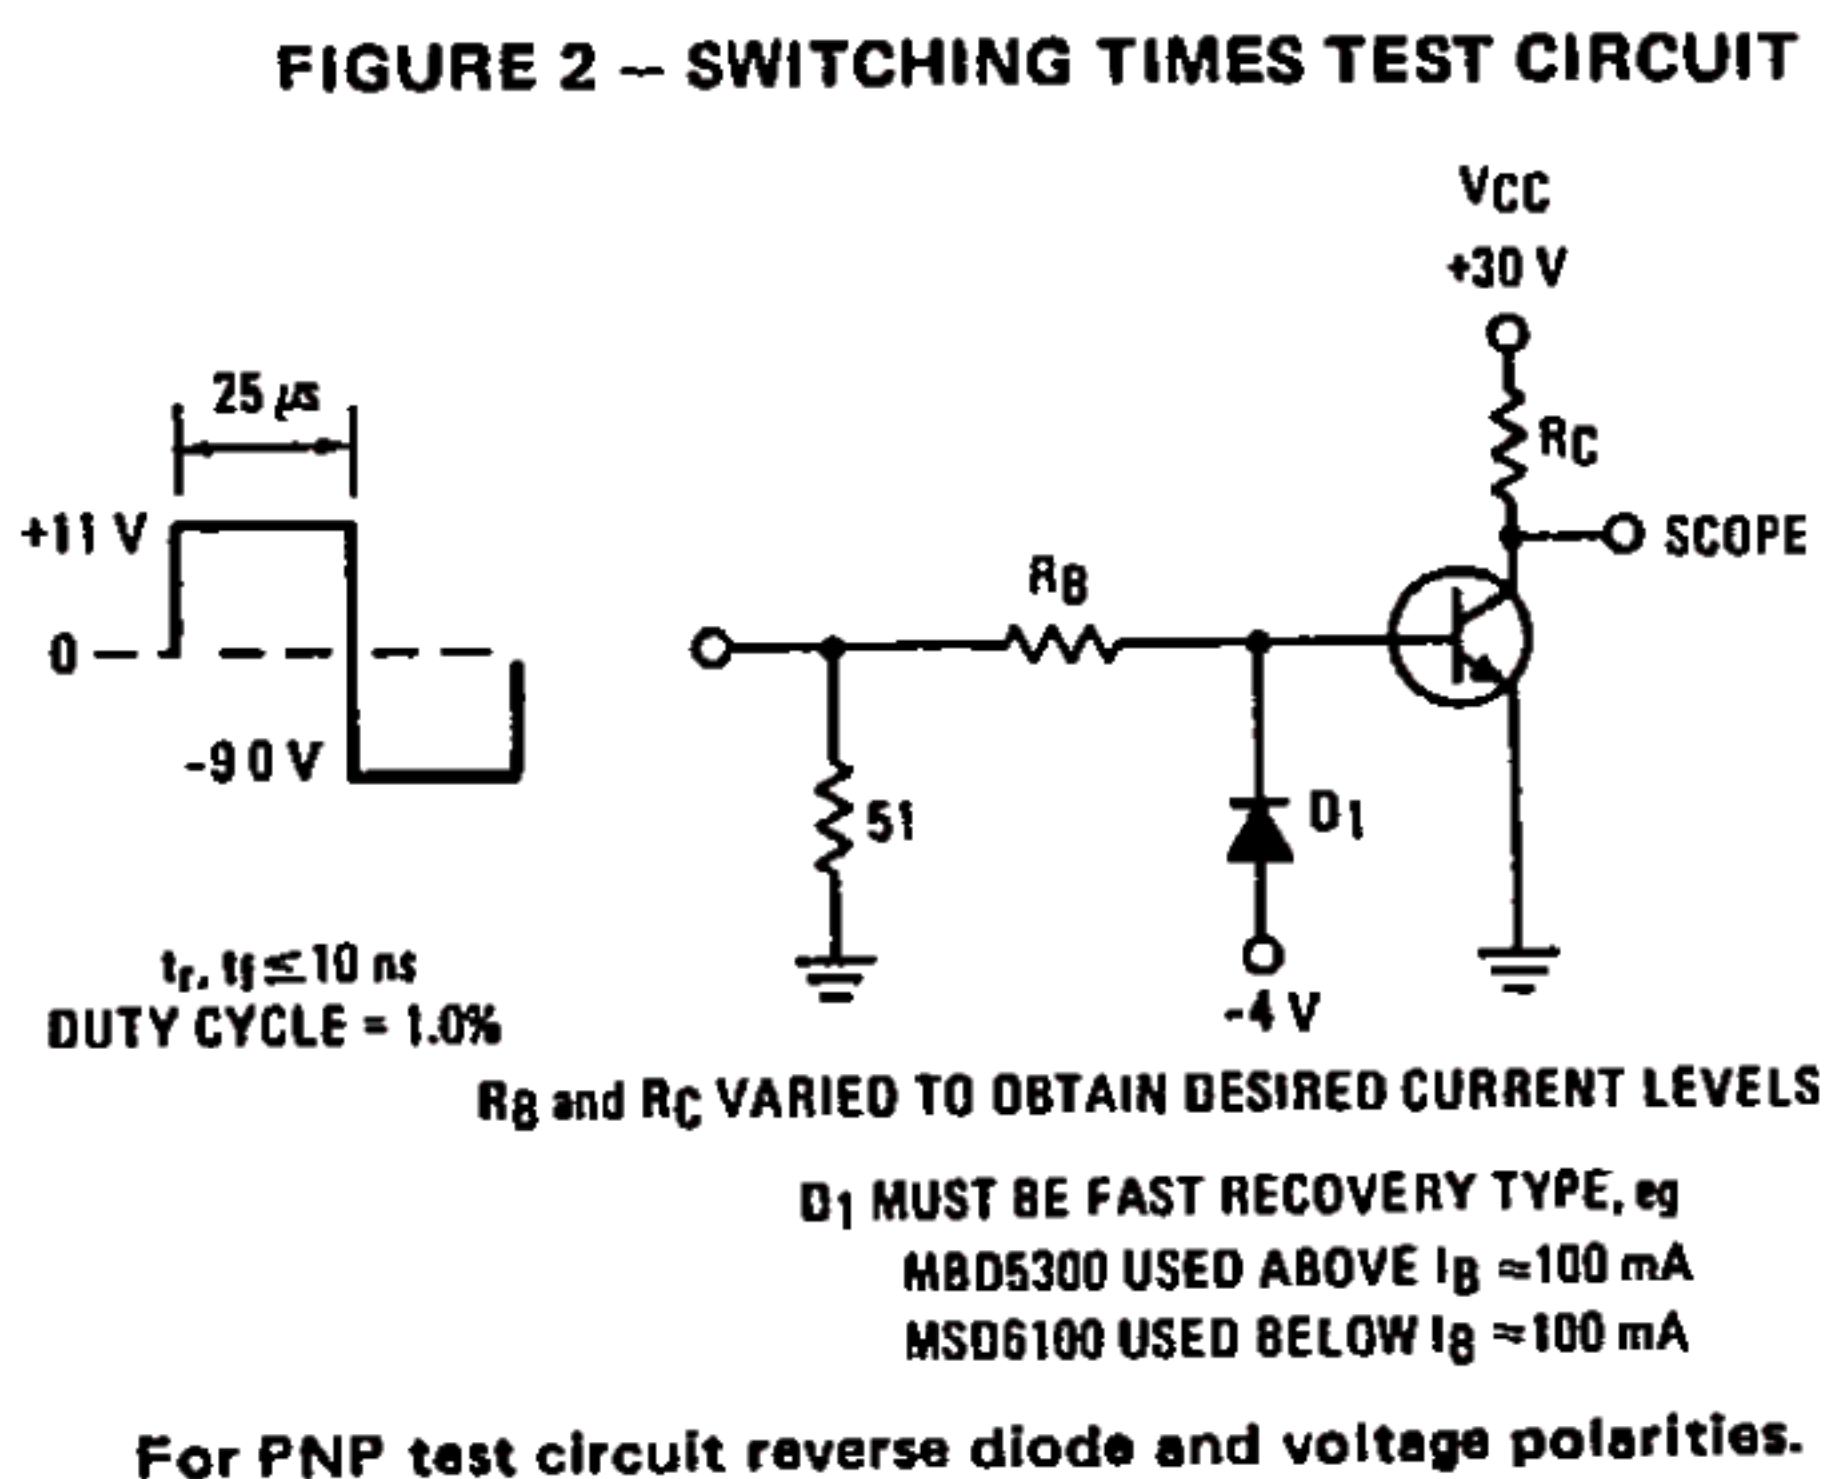 FIGURE 2 -- SWITCHING TIMES TEST CIRCUIT
VCC
+30 V
25 μs
RC
+11 V
SCOPE
RB
0
-9 0 V
51
D1
tr, tf ≤ 10 ns
-4 V
DUTY CYCLE = 1.0%
RB and RC VARIED TO OBTAIN DESIRED CURRENT LEVELS
D1 MUST BE FAST RECOVERY TYPE, eg
MBD5300 USED ABOVE IB ≈100 mA
MSD6100 USED BELOW IB ≈100 mA
For PNP test circuit reverse diode and voltage polarities.